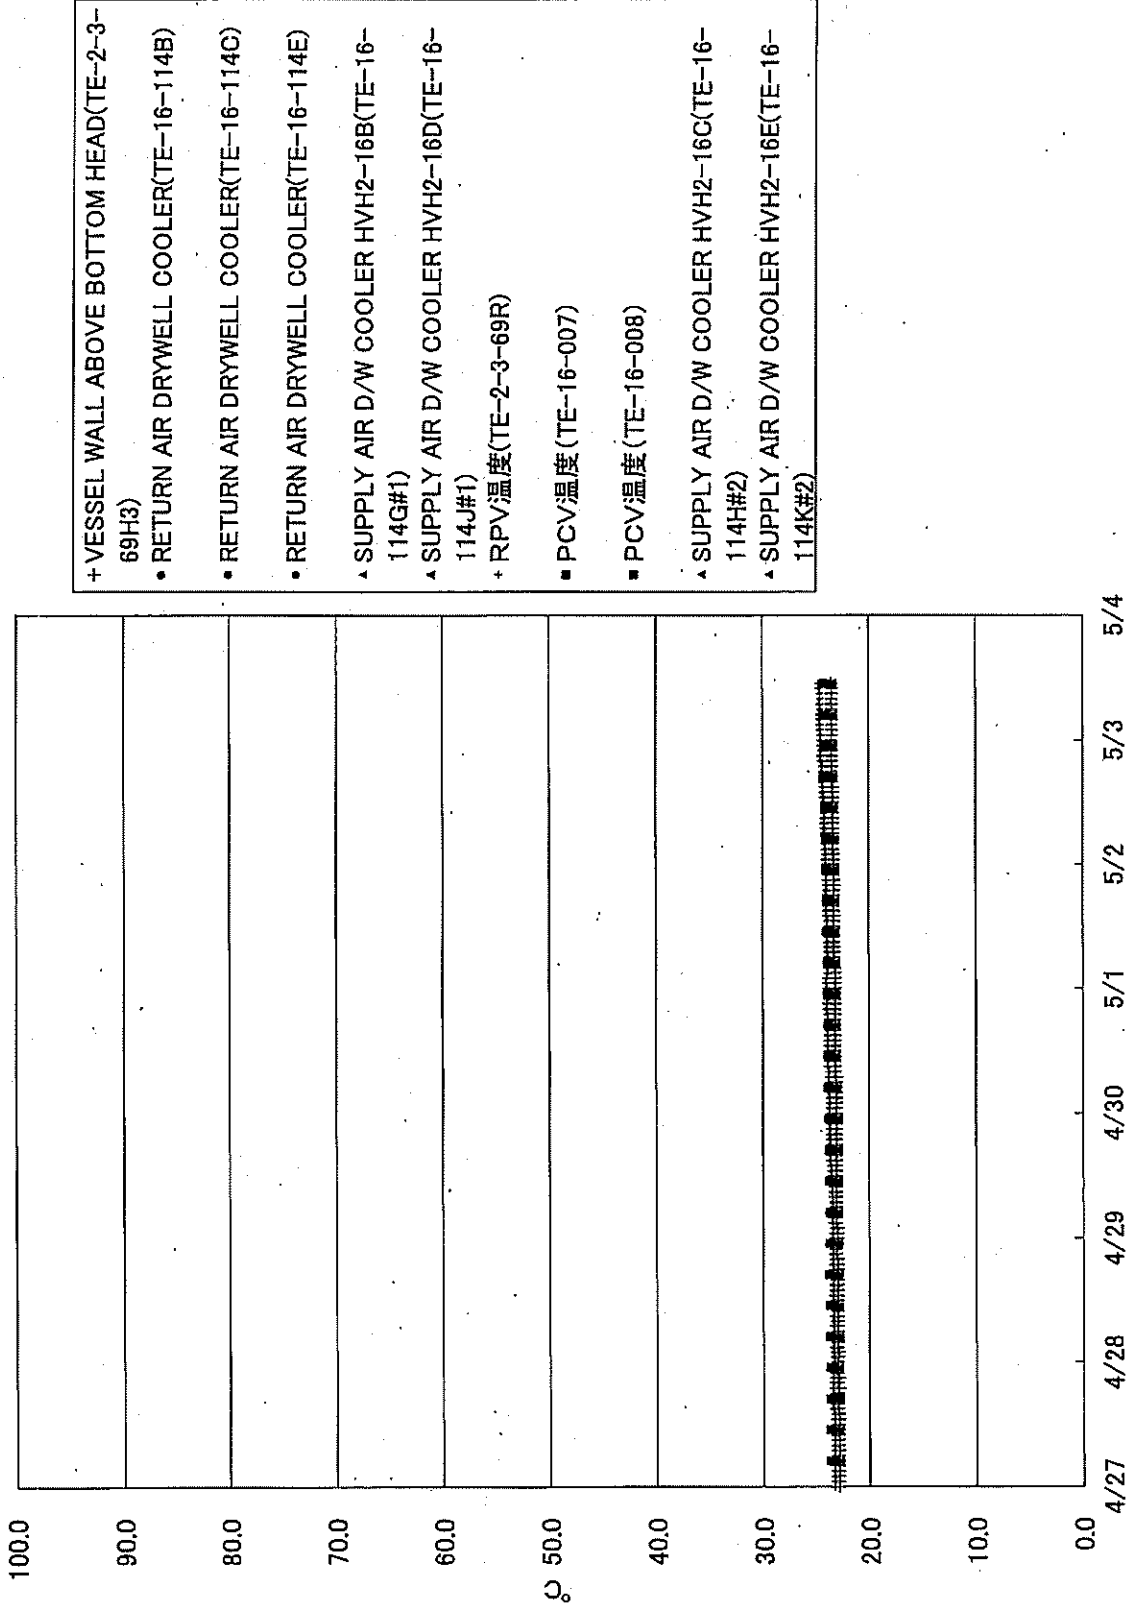 100.0
90.0
80.0
70.0
60.0
50.0
40.0
30.0
20.0
10.0
0.0
℃
4/27 4/28 4/29 4/30 5/1 5/2 5/3 5/4
+ VESSEL WALL ABOVE BOTTOM HEAD(TE-2-3-
69H3)
• RETURN AIR DRYWELL COOLER(TE-16-114B)
• RETURN AIR DRYWELL COOLER(TE-16-114C)
• RETURN AIR DRYWELL COOLER(TE-16-114E)
▲ SUPPLY AIR D/W COOLER HVH2-16B(TE-16-
114G#1)
▲ SUPPLY AIR D/W COOLER HVH2-16D(TE-16-
114J#1)
+ RPV温度(TE-2-3-69R)
■ PCV温度(TE-16-007)
■ PCV温度(TE-16-008)
▲ SUPPLY AIR D/W COOLER HVH2-16C(TE-16-
114H#2)
▲ SUPPLY AIR D/W COOLER HVH2-16E(TE-16-
114K#2)